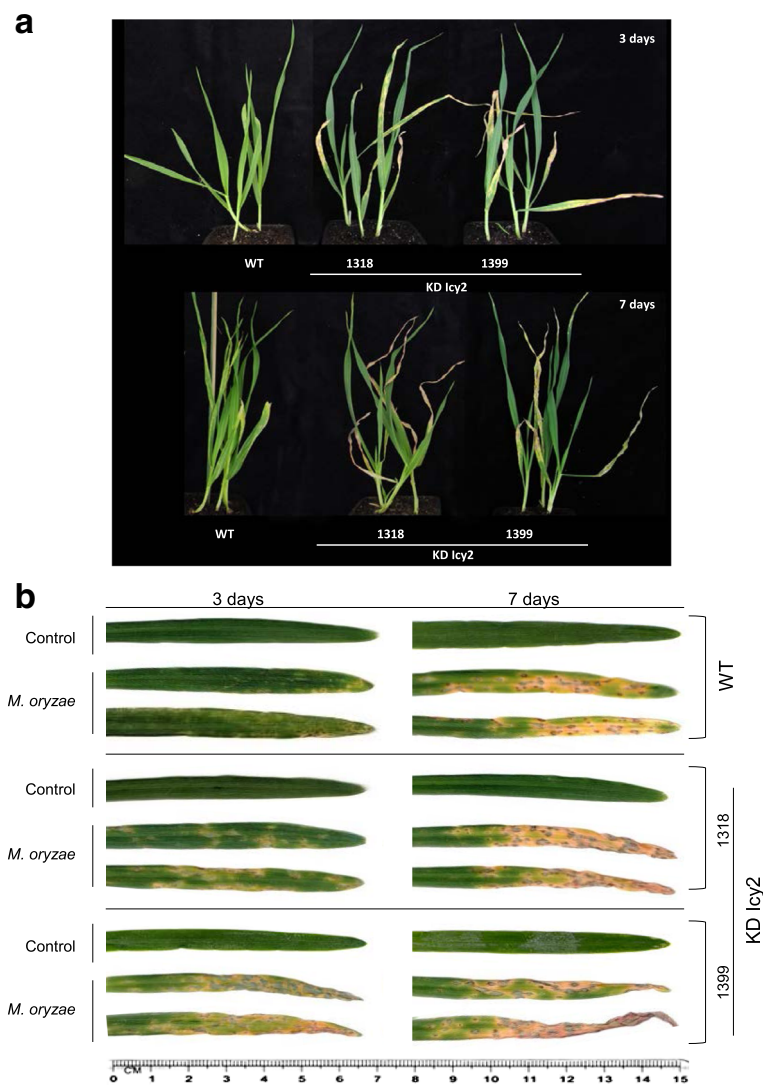 a
3 days
WT 1318 1399
KD Icy2
7 days
WT 1318 1399
KD Icy2
b
3 days 7 days
Control
M. oryzae
WT
Control
M. oryzae
1318
Control
M. oryzae
1399
KD Icy2
0 CM 1 2 3 4 5 6 7 8 9 10 11 12 13 14 15